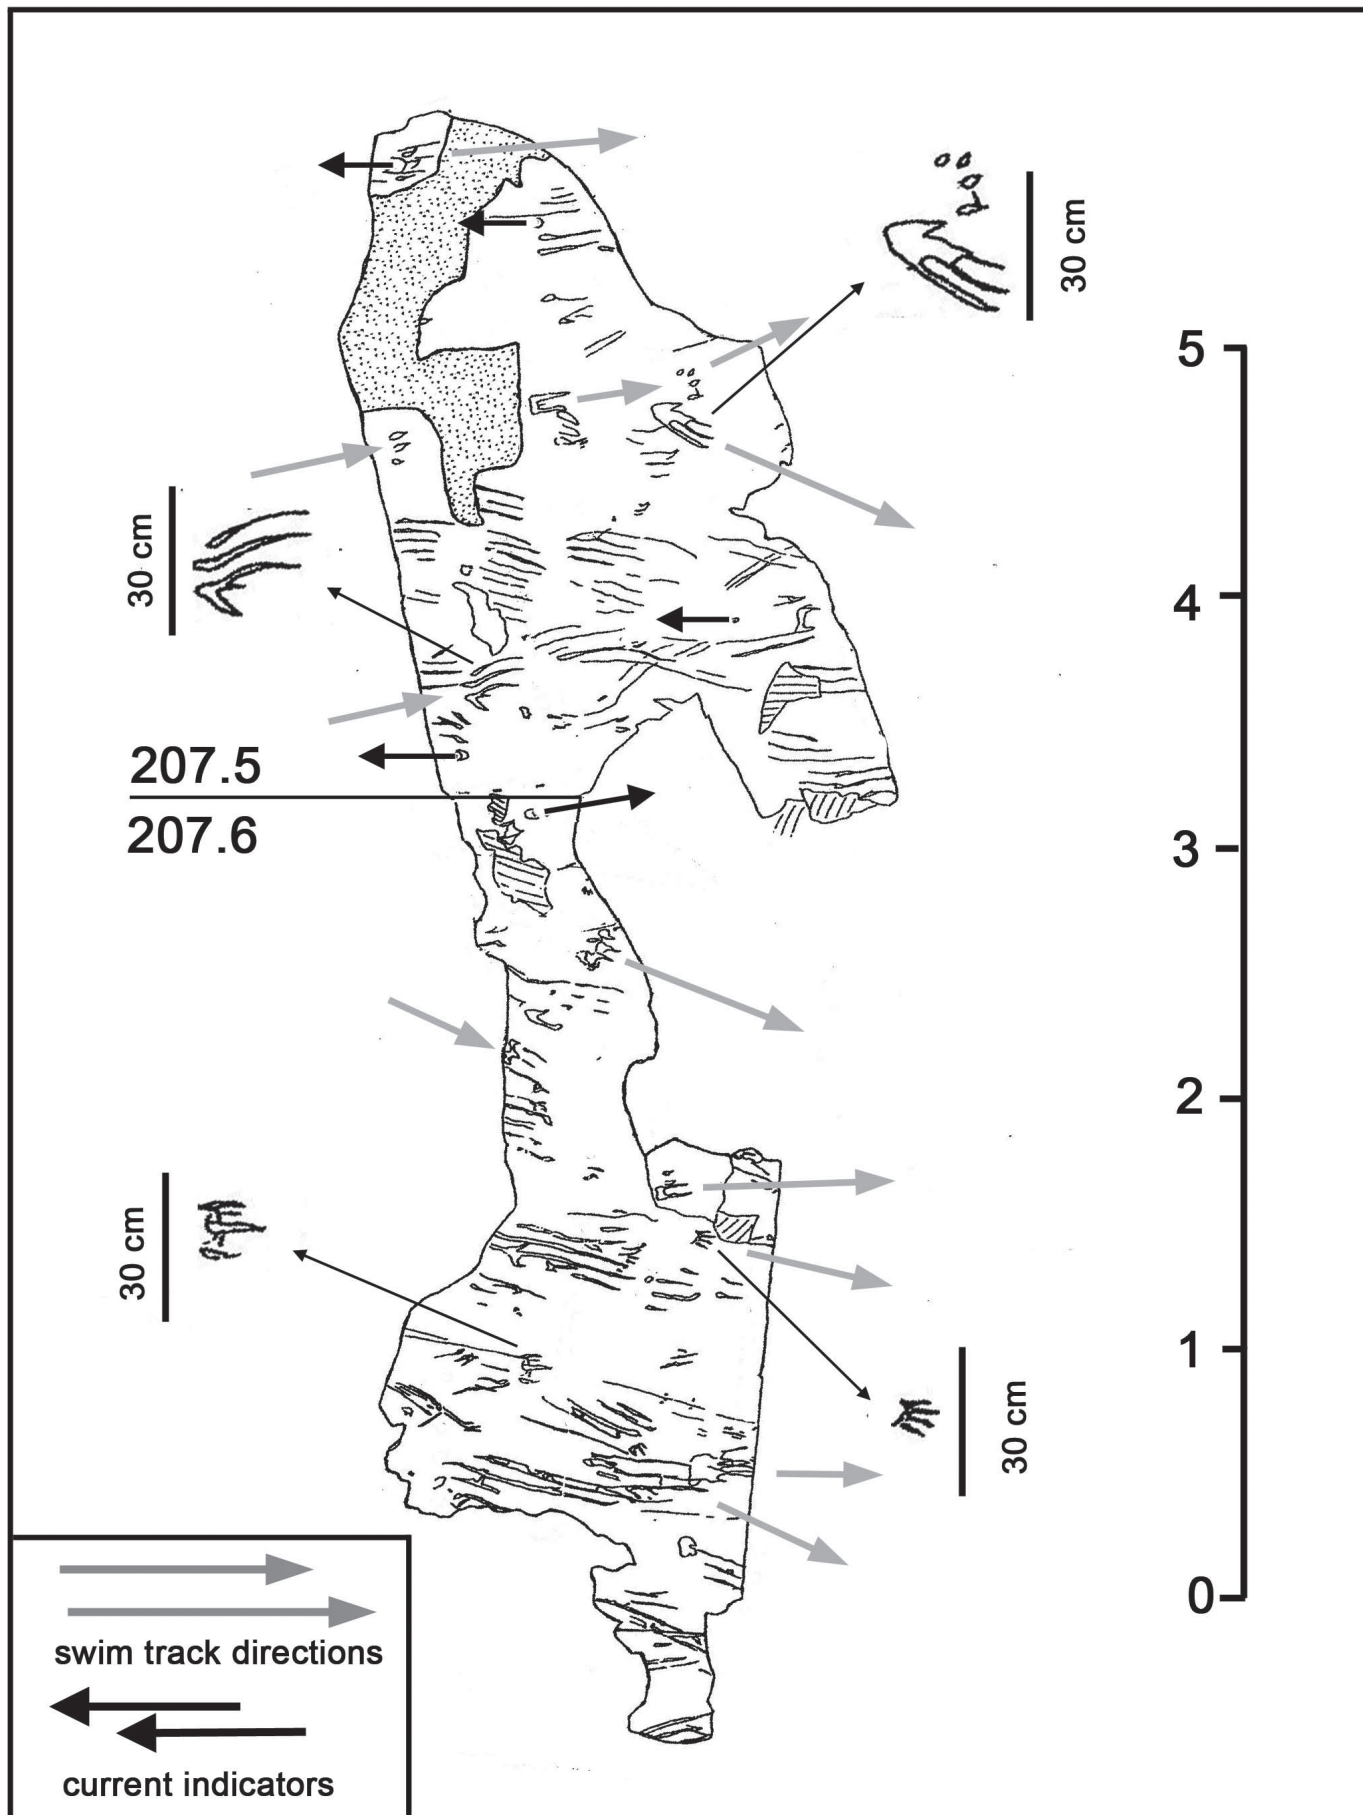 30 cm
5
30 cm
4
207.5
207.6
3
2
30 cm
1
30 cm
0
swim track directions
current indicators